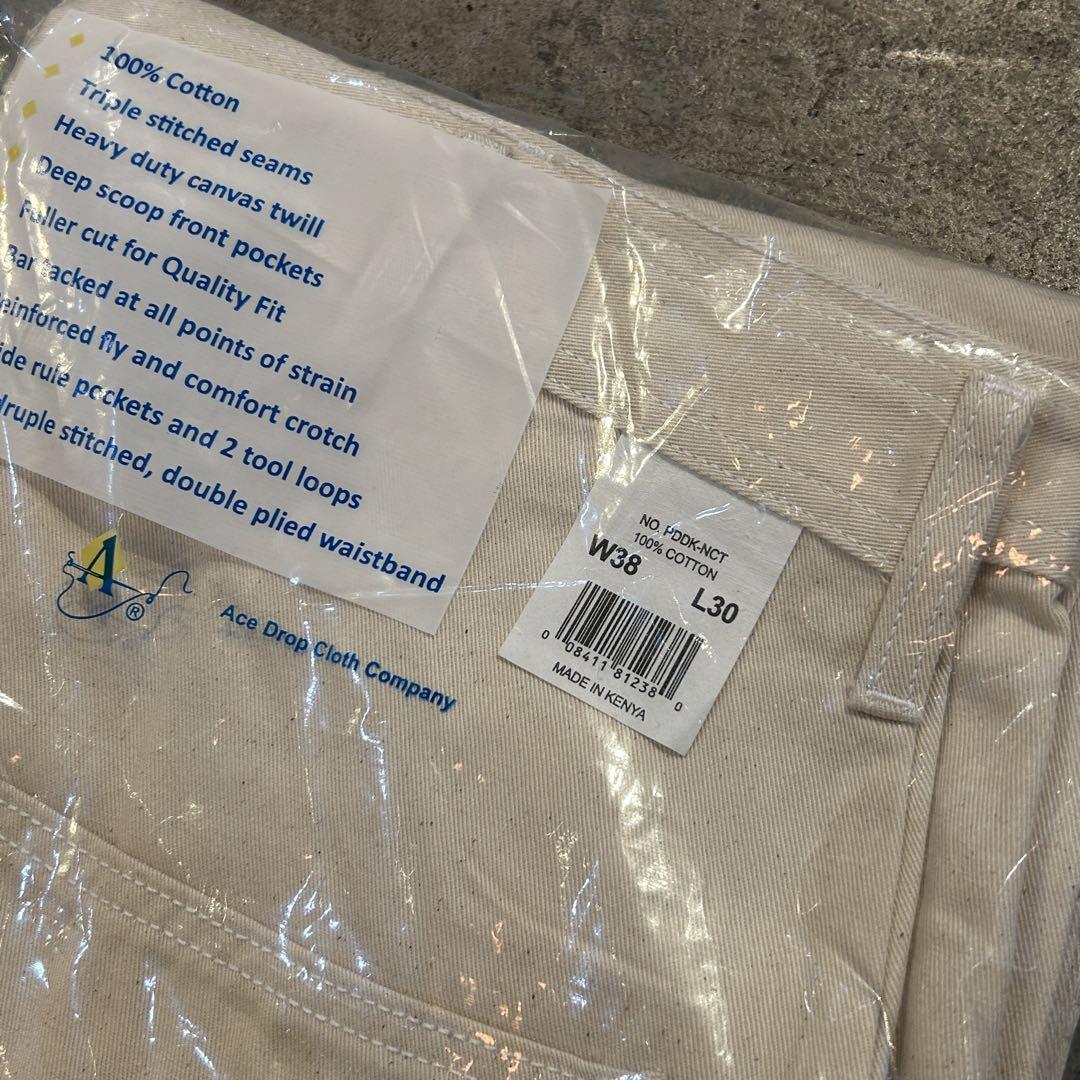 100% Cotton
Triple stitched seams
Heavy duty canvas twill
Deep scoop front pockets
Fuller cut for Quality Fit
Bar tacked at all points of strain
einforced fly and comfort crotch
ide rule pockets and 2 tool loops
druple stitched, double plied waistband
A
®
Ace Drop Cloth Company
NO. PDDK-NCT
100% COTTON
W38
L30
0 08411 81238 0
MADE IN KENYA